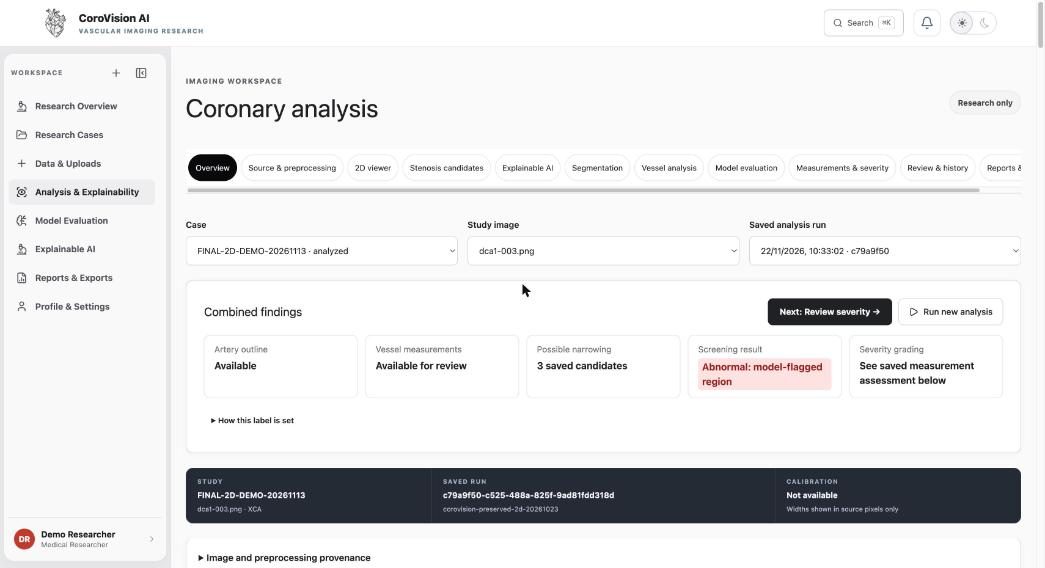 CoroVision AI
VASCULAR IMAGING RESEARCH
Search ⌘K
WORKSPACE
Research Overview
Research Cases
Data & Uploads
Analysis & Explainability
Model Evaluation
Explainable AI
Reports & Exports
Profile & Settings
DR
Demo Researcher
Medical Researcher
IMAGING WORKSPACE
Coronary analysis
Research only
Overview
Source & preprocessing
2D viewer
Stenosis candidates
Explainable AI
Segmentation
Vessel analysis
Model evaluation
Measurements & severity
Review & history
Reports &
Case
FINAL-2D-DEMO-20261113 · analyzed
Study image
dca1-003.png
Saved analysis run
22/11/2026, 10:33:02 · c79a9f50
Combined findings
Next: Review severity →
Run new analysis
Artery outline
Available
Vessel measurements
Available for review
Possible narrowing
3 saved candidates
Screening result
Abnormal: model-flagged
region
Severity grading
See saved measurement
assessment below
How this label is set
STUDY
FINAL-2D-DEMO-20261113
dca1-003.png · XCA
SAVED RUN
c79a9f50-c525-488a-825f-9ad81fdd318d
corovision-preserved-2d-20261023
CALIBRATION
Not available
Widths shown in source pixels only
Image and preprocessing provenance